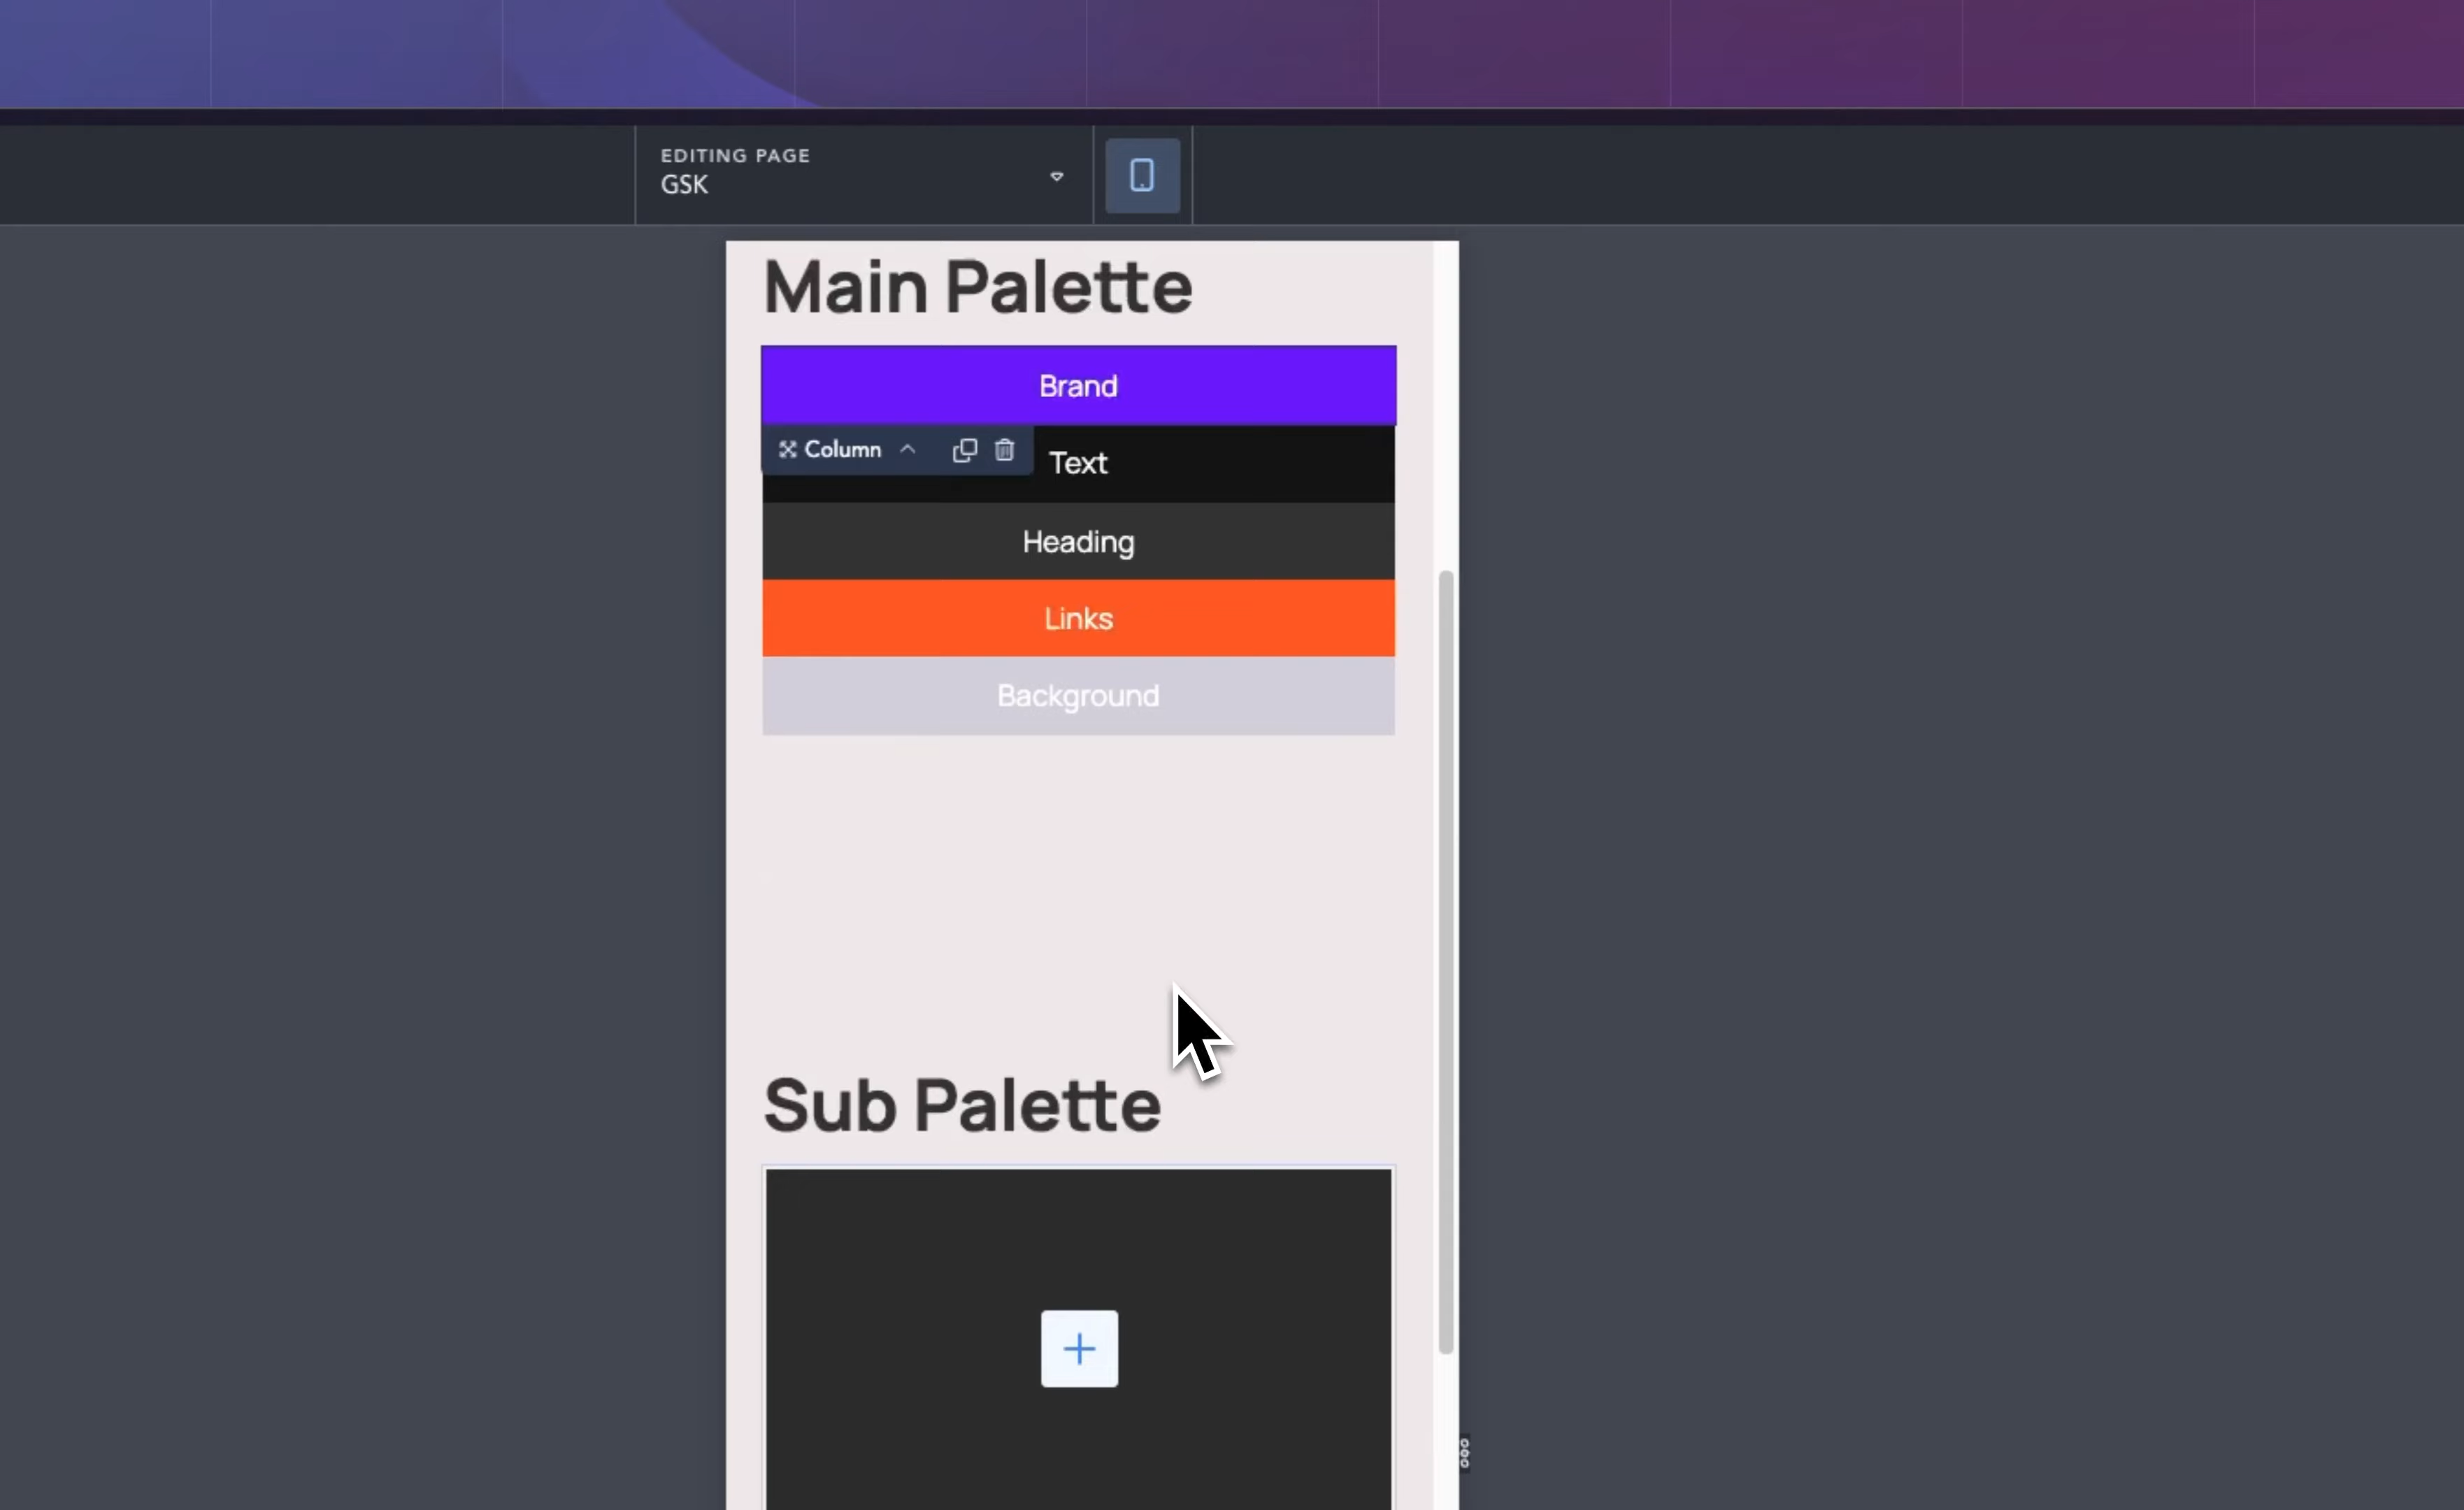 EDITING PAGE
GSK
Main Palette
Brand
Column
Text
Heading
Links
Background
Sub Palette